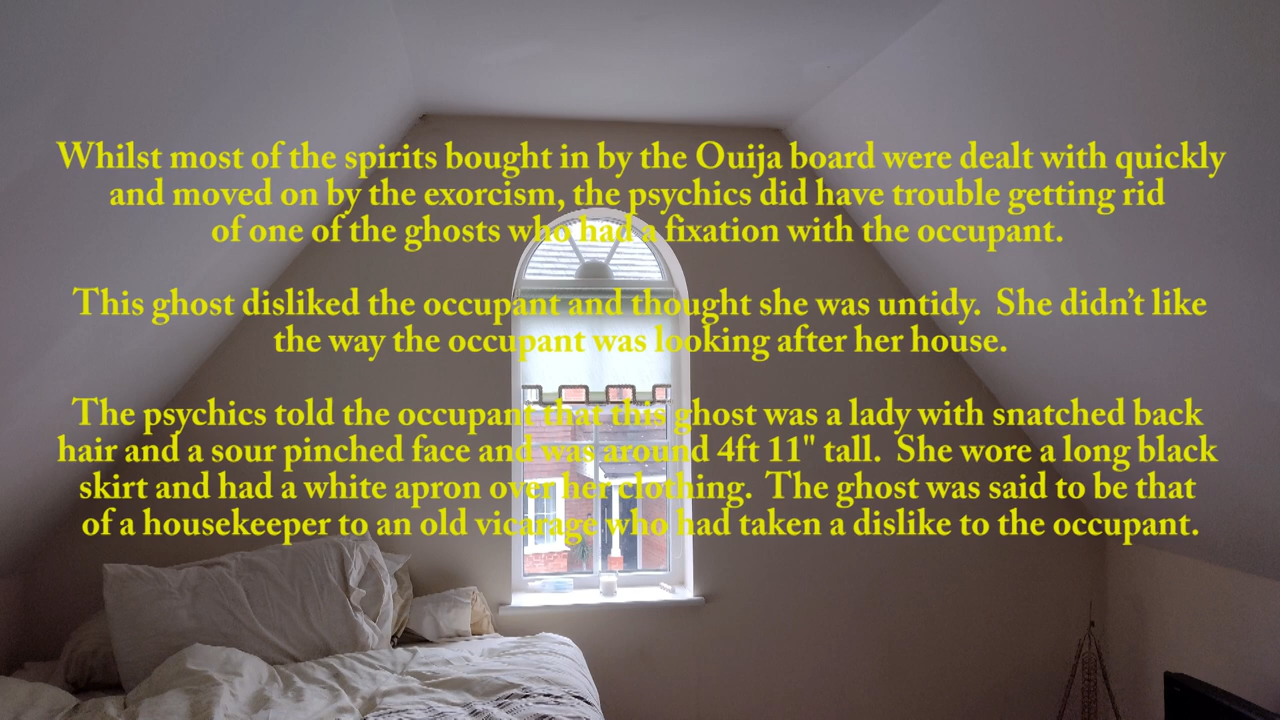 Whilst most of the spirits bought in by the Ouija board were dealt with quickly
and moved on by the exorcism, the psychics did have trouble getting rid
of one of the ghosts who had a fixation with the occupant.
This ghost disliked the occupant and thought she was untidy.  She didn’t like
the way the occupant was looking after her house.
The psychics told the occupant that this ghost was a lady with snatched back
hair and a sour pinched face and was around 4ft 11" tall.  She wore a long black
skirt and had a white apron over her clothing.  The ghost was said to be that
of a housekeeper to an old vicarage who had taken a dislike to the occupant.